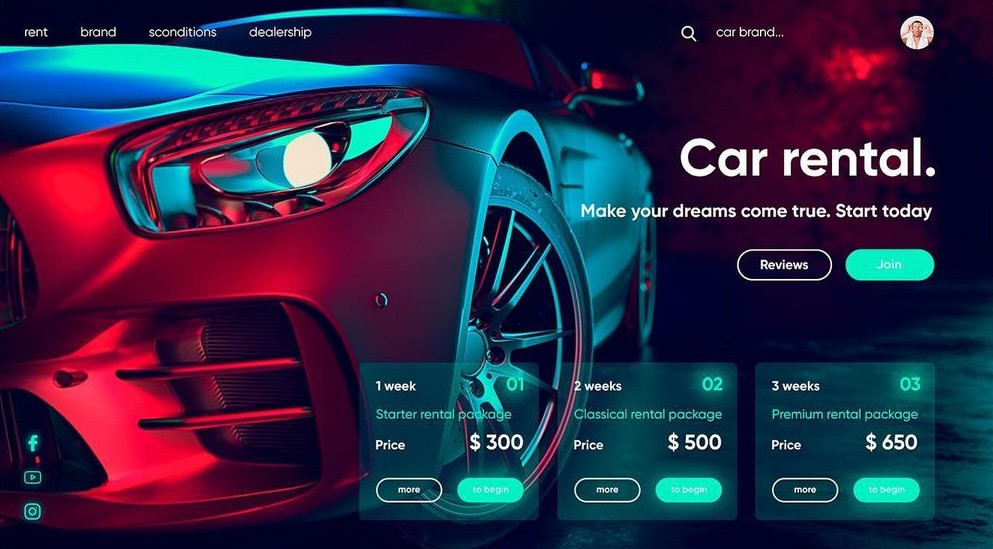 rent brand sconditions dealership car brand...
Car rental.
Make your dreams come true. Start today
Reviews Join
1 week 01
Starter rental package
Price $ 300
more to begin
2 weeks 02
Classical rental package
Price $ 500
more to begin
3 weeks 03
Premium rental package
Price $ 650
more to begin